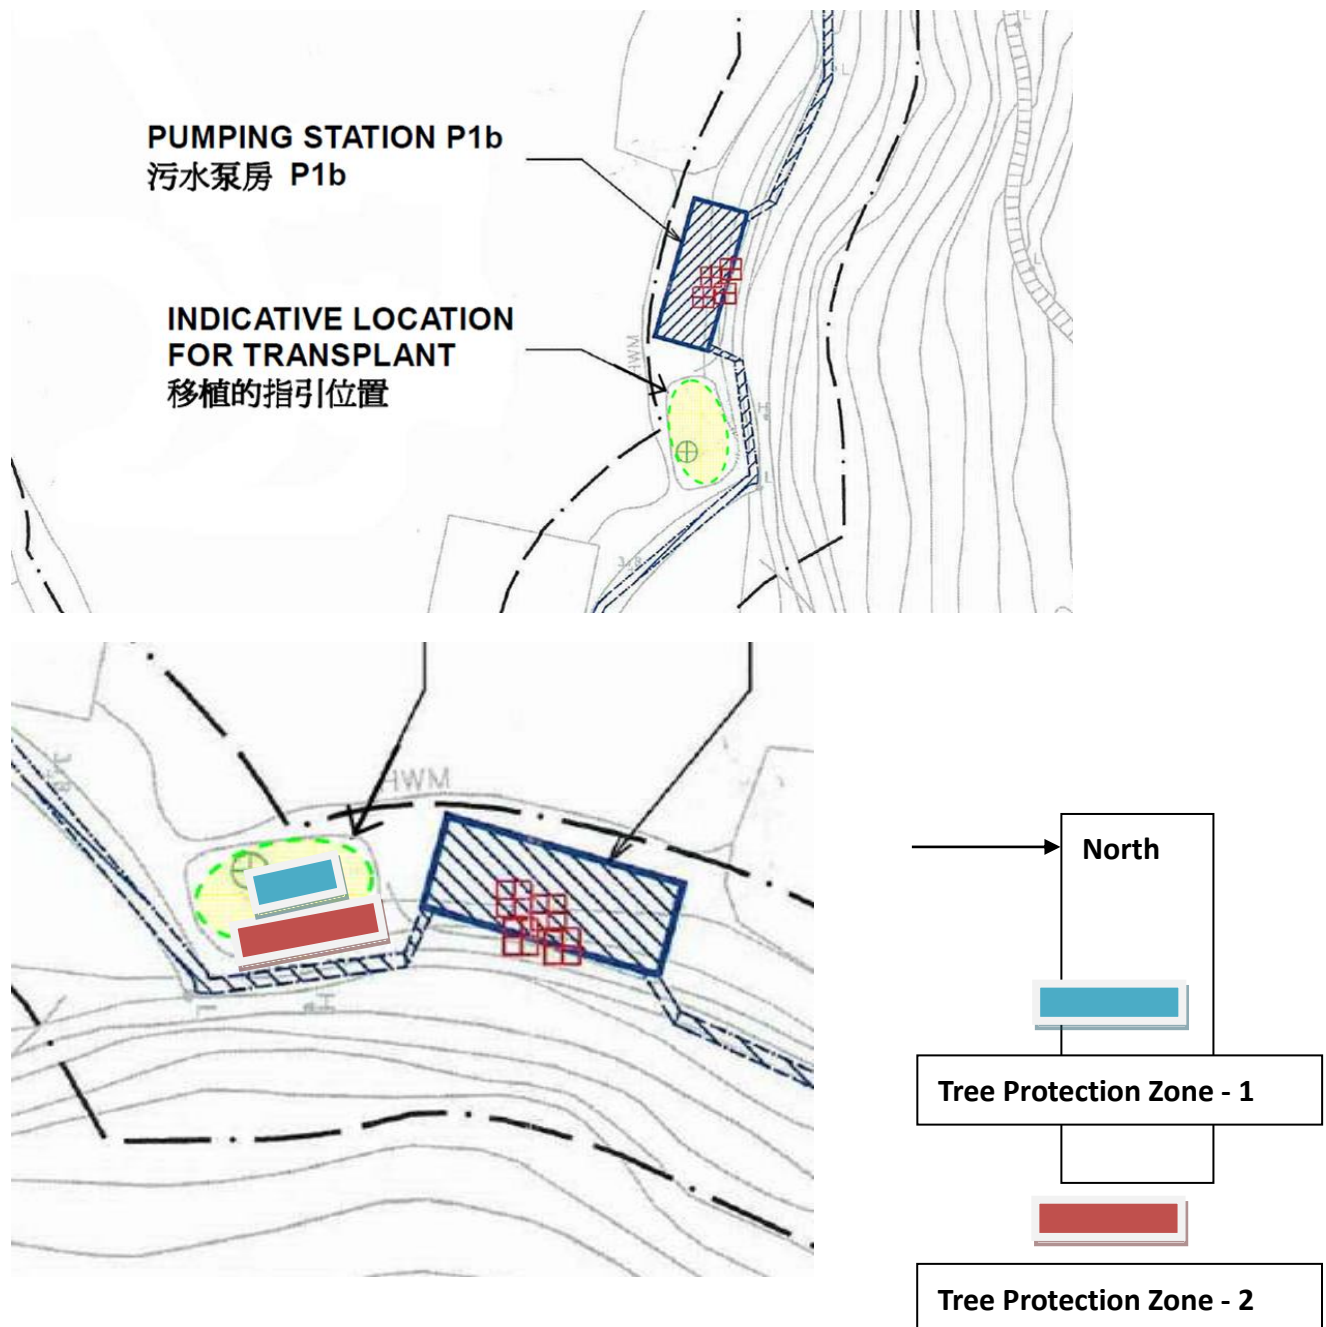 PUMPING STATION P1b
污水泵房 P1b
INDICATIVE LOCATION
FOR TRANSPLANT
移植的指引位置
HWM
HWM
North
Tree Protection Zone - 1
Tree Protection Zone - 2